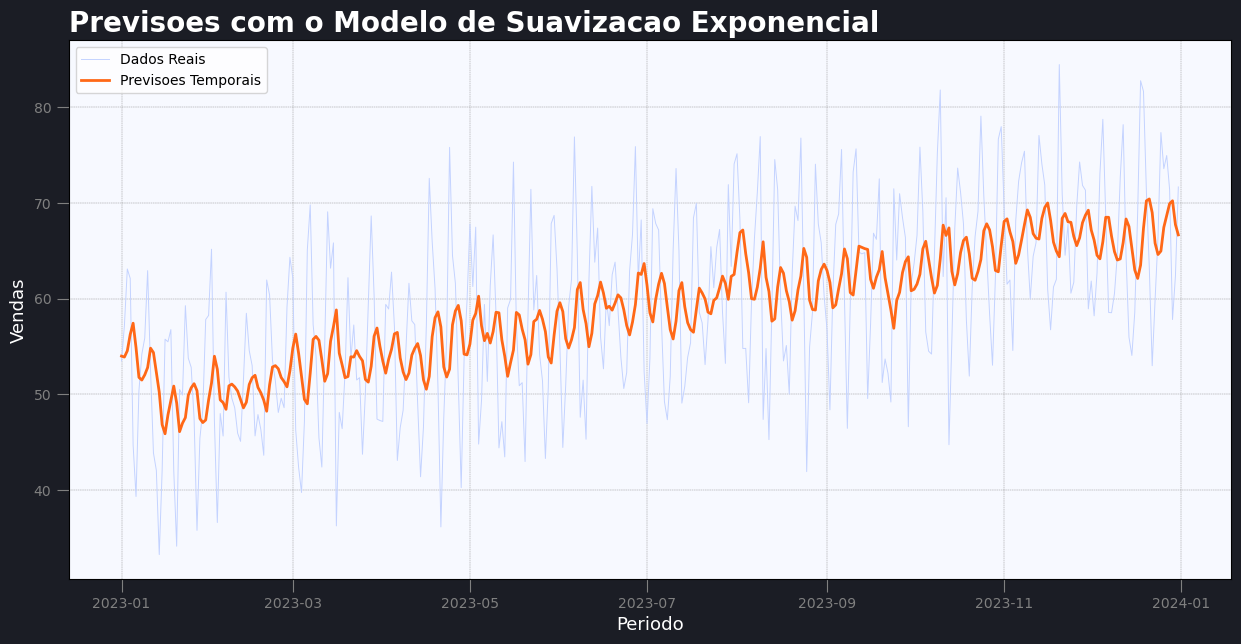 Previsoes com o Modelo de Suavizacao Exponencial
Dados Reais
Previsoes Temporais
Vendas
80
70
60
50
40
2023-01
2023-03
2023-05
2023-07
2023-09
2023-11
2024-01
Periodo